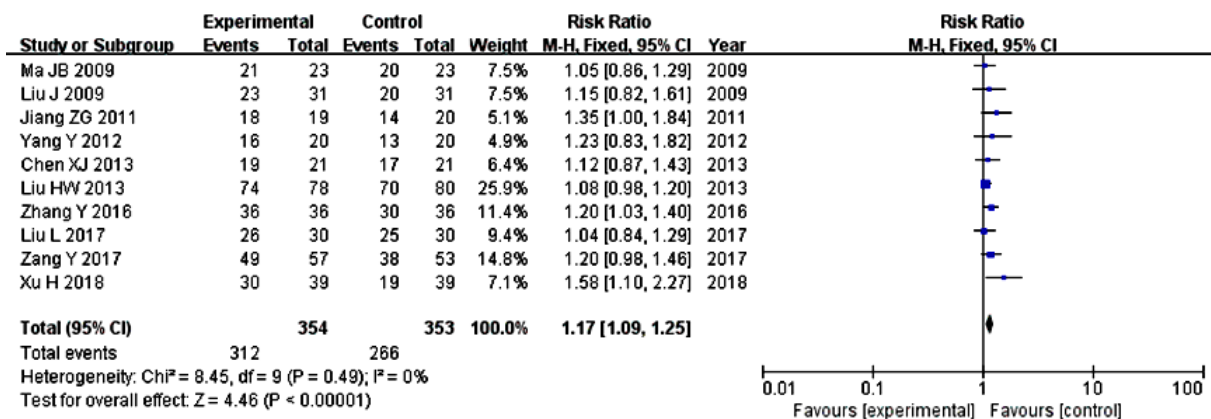 Experimental Control Risk Ratio Risk Ratio
Study or Subgroup Events Total Events Total Weight M-H, Fixed, 95% CI Year M-H, Fixed, 95% CI
Ma JB 2009 21 23 20 23 7.5% 1.05 [0.86, 1.29] 2009
Liu J 2009 23 31 20 31 7.5% 1.15 [0.82, 1.61] 2009
Jiang ZG 2011 18 19 14 20 5.1% 1.35 [1.00, 1.84] 2011
Yang Y 2012 16 20 13 20 4.9% 1.23 [0.83, 1.82] 2012
Chen XJ 2013 19 21 17 21 6.4% 1.12 [0.87, 1.43] 2013
Liu HW 2013 74 78 70 80 25.9% 1.08 [0.98, 1.20] 2013
Zhang Y 2016 36 36 30 36 11.4% 1.20 [1.03, 1.40] 2016
Liu L 2017 26 30 25 30 9.4% 1.04 [0.84, 1.29] 2017
Zang Y 2017 49 57 38 53 14.8% 1.20 [0.98, 1.46] 2017
Xu H 2018 30 39 19 39 7.1% 1.58 [1.10, 2.27] 2018
Total (95% CI) 354 353 100.0% 1.17 [1.09, 1.25]
Total events 312 266
Heterogeneity: Chi² = 8.45, df = 9 (P = 0.49); I² = 0%
Test for overall effect: Z = 4.46 (P < 0.00001)
0.01 0.1 1 10 100
Favours [experimental] Favours [control]